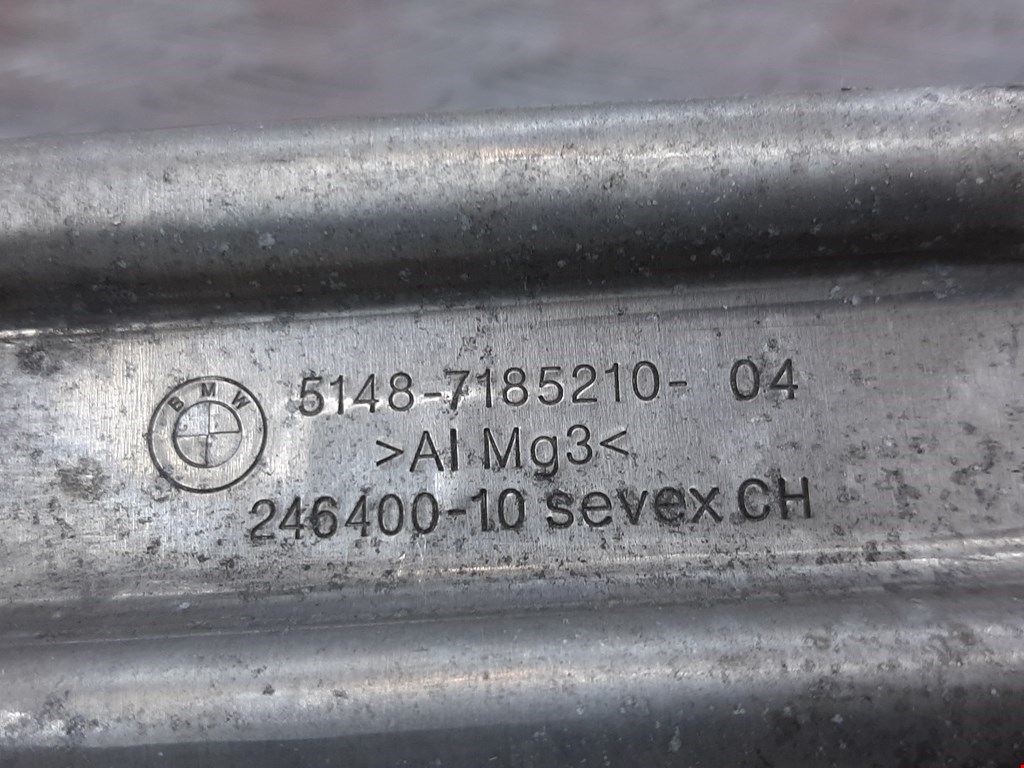 BMW
5148-7185210- 04
>Al Mg3<
246400-10 sevex CH